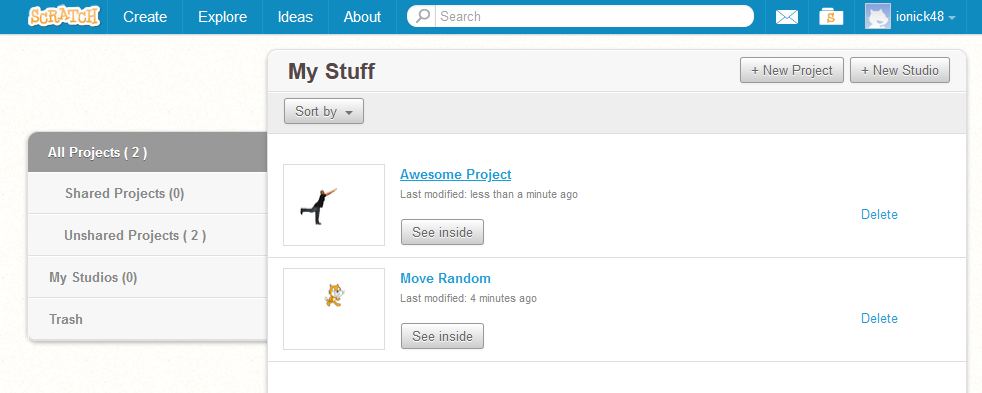 SCRATCH Create Explore Ideas About Search S ionick48
My Stuff + New Project + New Studio
Sort by
All Projects ( 2 )
Shared Projects (0)
Unshared Projects ( 2 )
My Studios (0)
Trash
Awesome Project
Last modified: less than a minute ago
Delete
See inside
Move Random
Last modified: 4 minutes ago
Delete
See inside